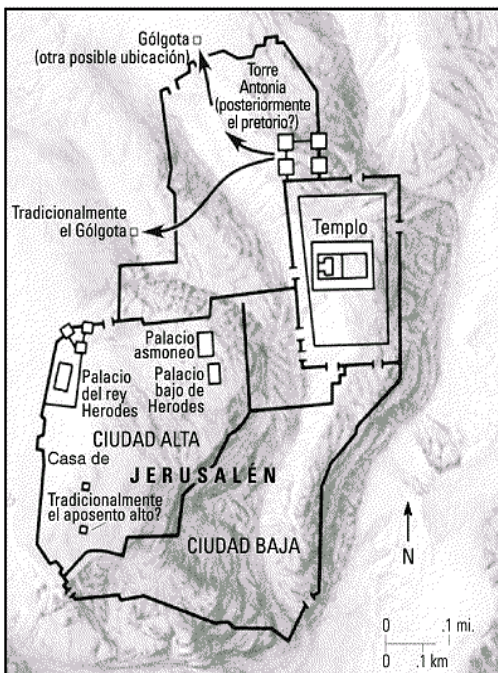 Gólgota
(otra posible ubicación)
Torre
Antonia
(posteriormente
el pretorio?)
Tradicionalmente
el Gólgota
Templo
Palacio
asmoneo
Palacio
del rey
Herodes
Palacio
bajo de
Herodes
CIUDAD ALTA
Casa de
JERUSALÉN
Tradicionalmente
el aposento alto?
CIUDAD BAJA
N
0 .1 mi.
0 .1 km